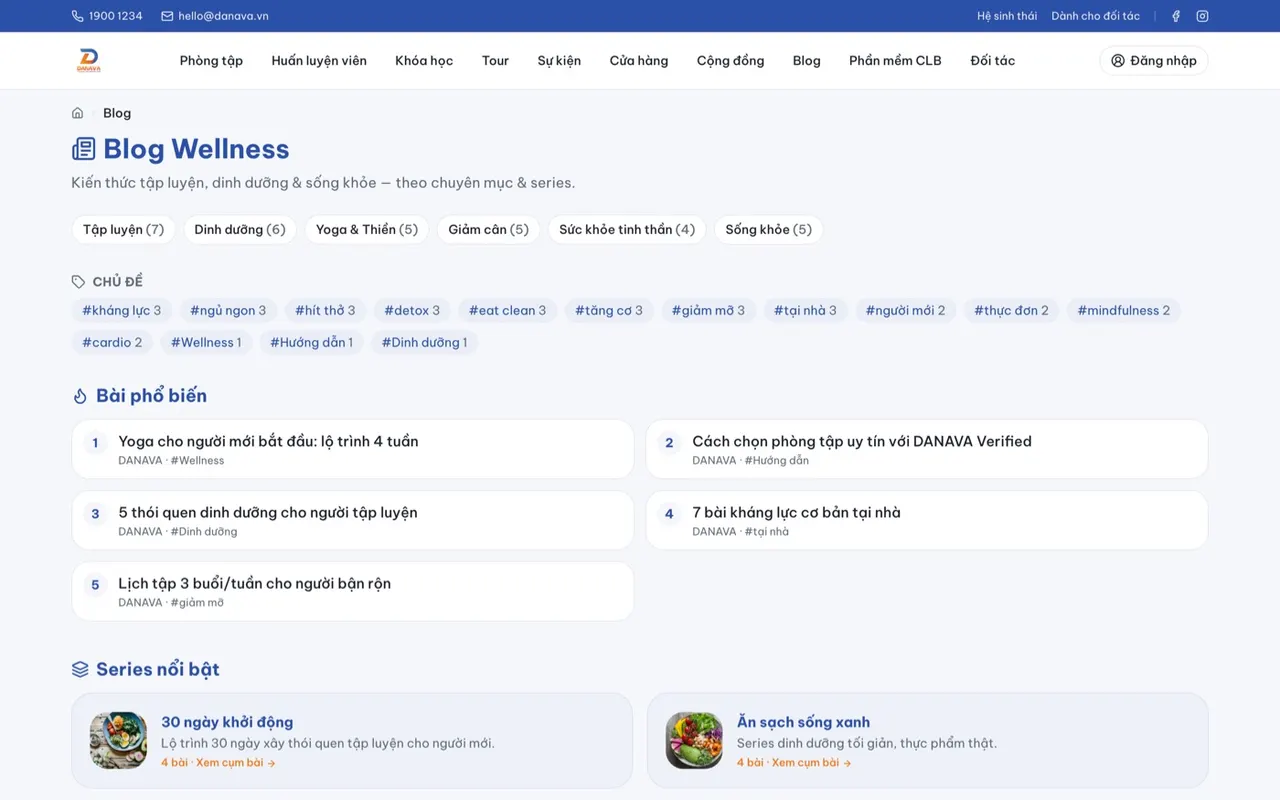 1900 1234 hello@danava.vn Hệ sinh thái Dành cho đối tác
DANAVA
Phòng tập Huấn luyện viên Khóa học Tour Sự kiện Cửa hàng Cộng đồng Blog Phần mềm CLB Đối tác Đăng nhập
Blog
Blog Wellness
Kiến thức tập luyện, dinh dưỡng & sống khỏe — theo chuyên mục & series.
Tập luyện (7) Dinh dưỡng (6) Yoga & Thiền (5) Giảm cân (5) Sức khỏe tinh thần (4) Sống khỏe (5)
CHỦ ĐỀ
#kháng lực 3 #ngủ ngon 3 #hít thở 3 #detox 3 #eat clean 3 #tăng cơ 3 #giảm mỡ 3 #tại nhà 3 #người mới 2 #thực đơn 2 #mindfulness 2
#cardio 2 #Wellness 1 #Hướng dẫn 1 #Dinh dưỡng 1
Bài phổ biến
1 Yoga cho người mới bắt đầu: lộ trình 4 tuần
DANAVA · #Wellness
2 Cách chọn phòng tập uy tín với DANAVA Verified
DANAVA · #Hướng dẫn
3 5 thói quen dinh dưỡng cho người tập luyện
DANAVA · #Dinh dưỡng
4 7 bài kháng lực cơ bản tại nhà
DANAVA · #tại nhà
5 Lịch tập 3 buổi/tuần cho người bận rộn
DANAVA · #giảm mỡ
Series nổi bật
30 ngày khởi động
Lộ trình 30 ngày xây thói quen tập luyện cho người mới.
4 bài · Xem cụm bài →
Ăn sạch sống xanh
Series dinh dưỡng tối giản, thực phẩm thật.
4 bài · Xem cụm bài →